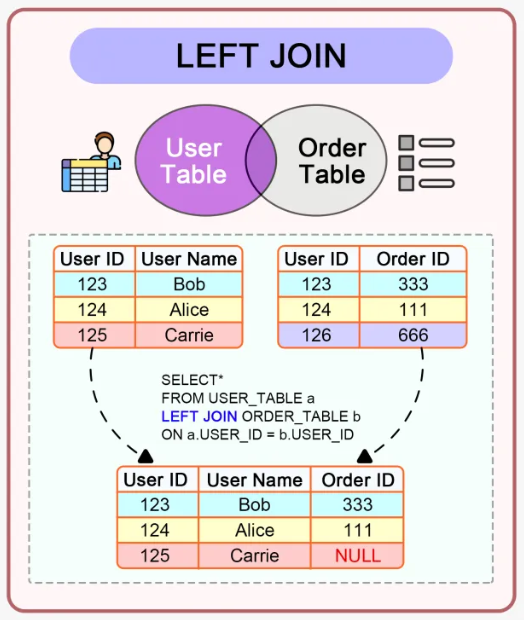 LEFT JOIN
User
Table
Order
Table
User ID User Name
123 Bob
124 Alice
125 Carrie
User ID Order ID
123 333
124 111
126 666
SELECT*
FROM USER_TABLE a
LEFT JOIN ORDER_TABLE b
ON a.USER_ID = b.USER_ID
User ID User Name Order ID
123 Bob 333
124 Alice 111
125 Carrie NULL